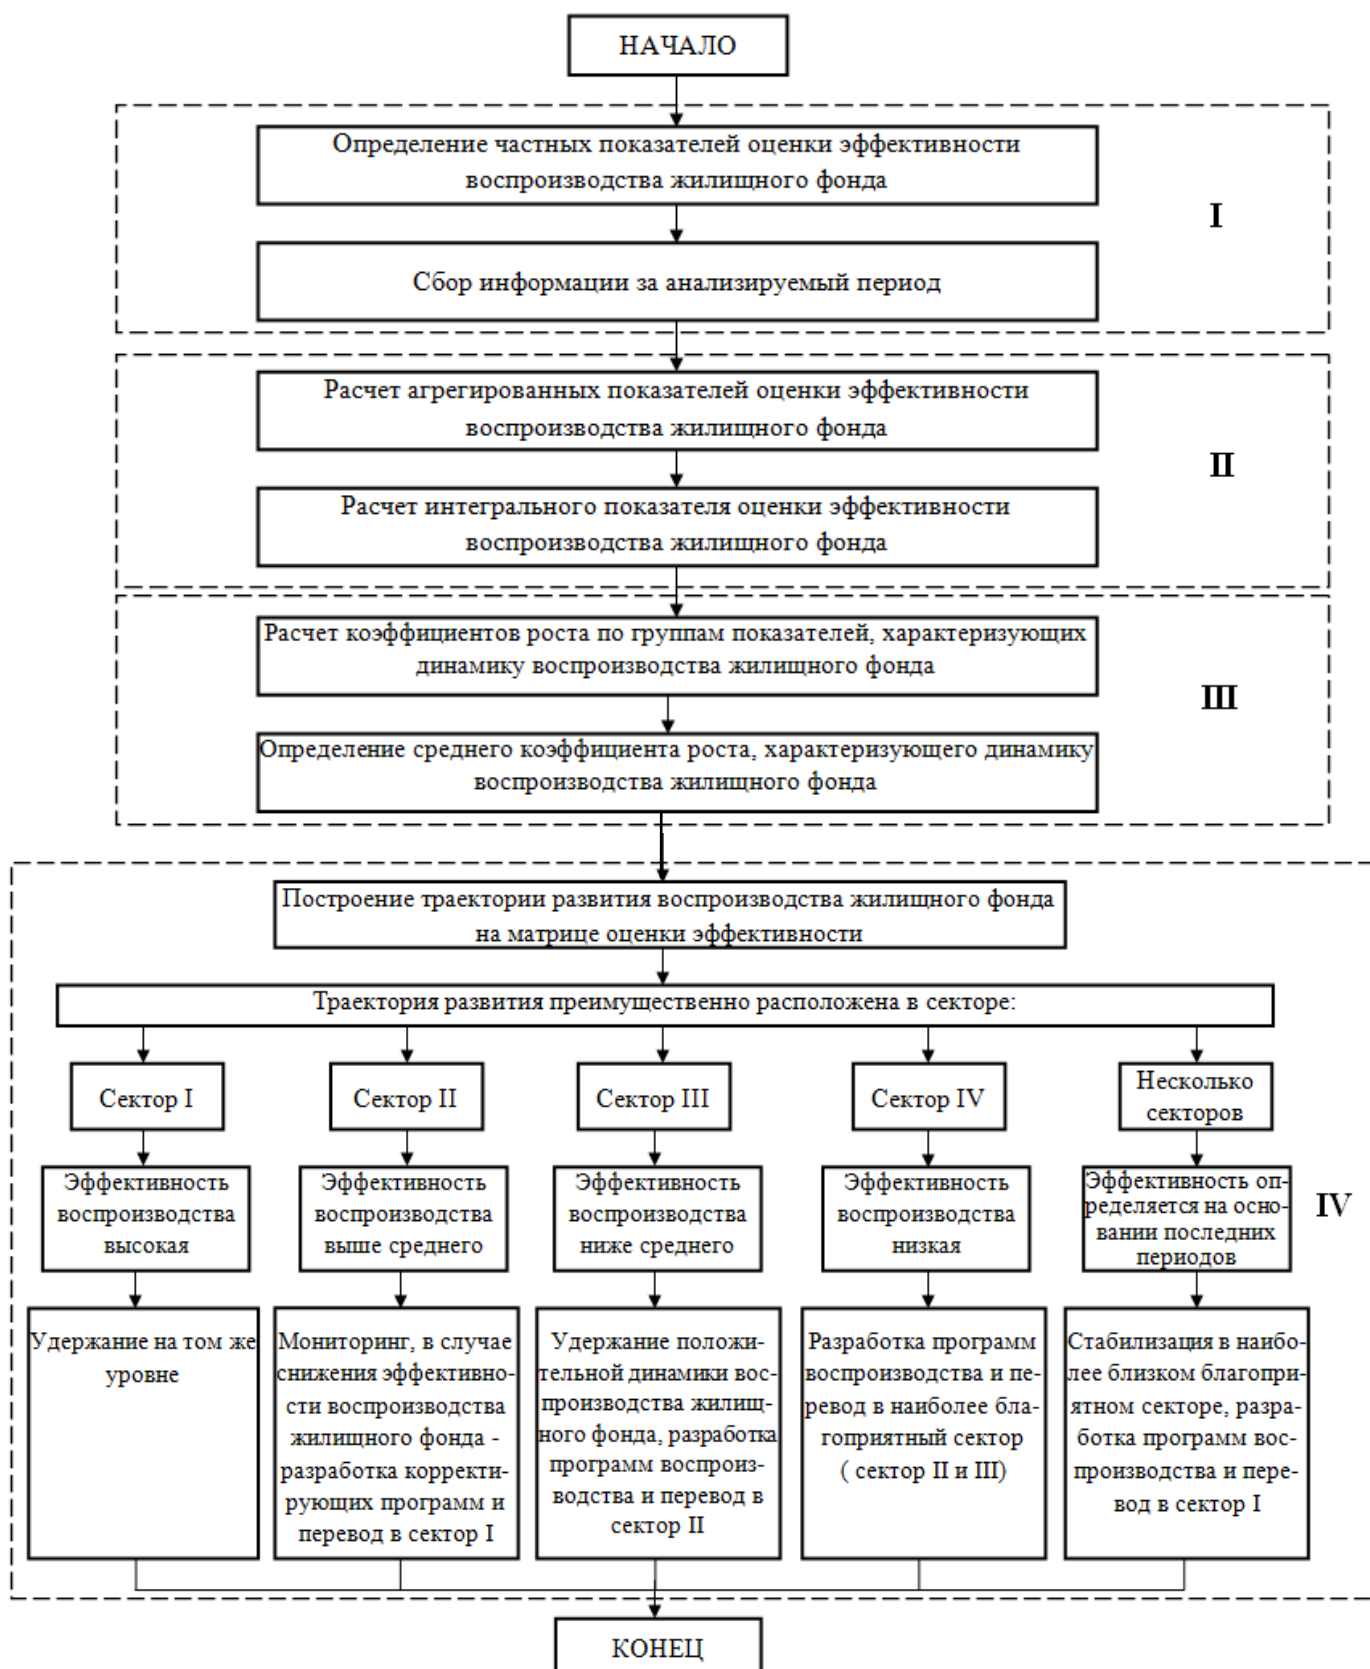 НАЧАЛО
Определение частных показателей оценки эффективности
воспроизводства жилищного фонда
I
Сбор информации за анализируемый период
Расчет агрегированных показателей оценки эффективности
воспроизводства жилищного фонда
II
Расчет интегрального показателя оценки эффективности
воспроизводства жилищного фонда
Расчет коэффициентов роста по группам показателей, характеризующих
динамику воспроизводства жилищного фонда
III
Определение среднего коэффициента роста, характеризующего динамику
воспроизводства жилищного фонда
Построение траектории развития воспроизводства жилищного фонда
на матрице оценки эффективности
Траектория развития преимущественно расположена в секторе:
Сектор I
Сектор II
Сектор III
Сектор IV
Несколько
секторов
Эффективность
воспроизводства
высокая
Эффективность
воспроизводства
выше среднего
Эффективность
воспроизводства
ниже среднего
Эффективность
воспроизводства
низкая
Эффективность оп-
ределяется на осно-
вании последних
периодов
IV
Удержание на том же
уровне
Мониторинг, в случае
снижения эффективно-
сти воспроизводства
жилищного фонда -
разработка корректи-
рующих программ и
перевод в сектор I
Удержание положи-
тельной динамики вос-
производства жилищ-
ного фонда, разработка
программ воспроиз-
водства и перевод в
сектор II
Разработка программ
воспроизводства и пе-
ревод в наиболее бла-
гоприятный сектор
( сектор II и III)
Стабилизация в наибо-
лее близком благопри-
ятном секторе, разра-
ботка программ вос-
производства и пере-
вод в сектор I
КОНЕЦ